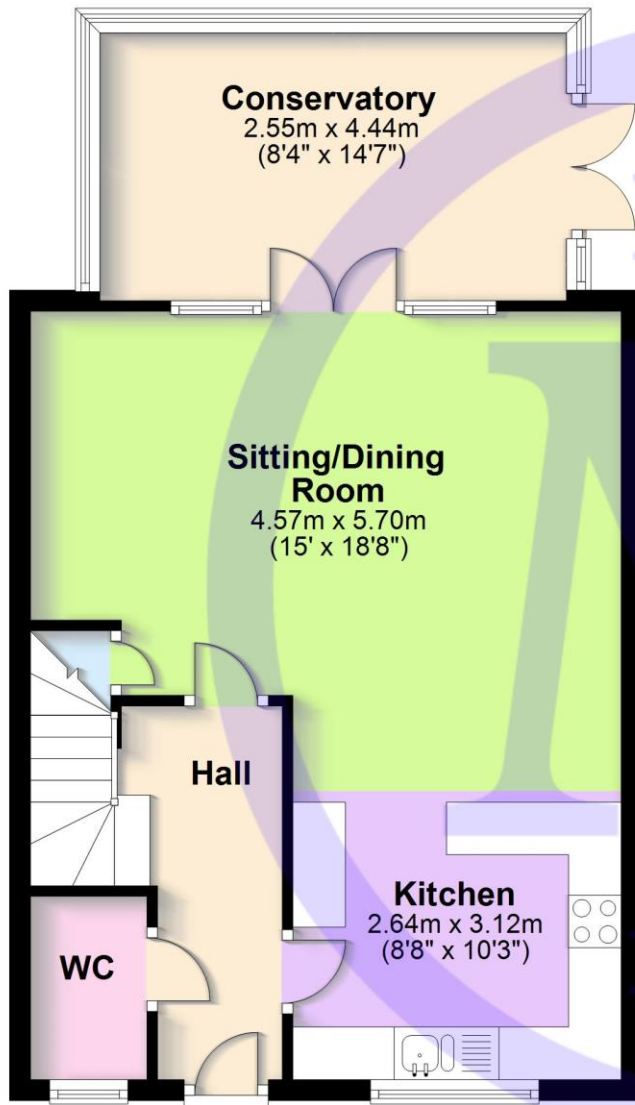 Conservatory
2.55m x 4.44m
(8'4" x 14'7")
Sitting/Dining
Room
4.57m x 5.70m
(15' x 18'8")
Hall
Kitchen
2.64m x 3.12m
(8'8" x 10'3")
WC